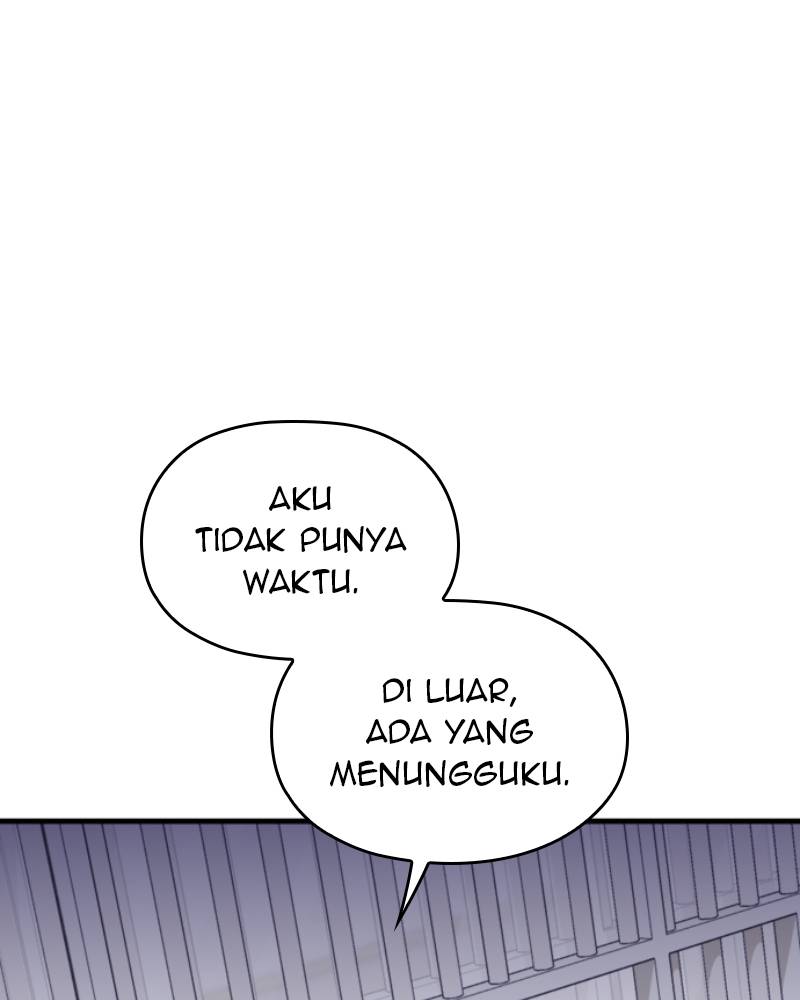 AKU
TIDAK PUNYA
WAKTU.
DI LUAR,
ADA YANG
MENUNGGUKU.